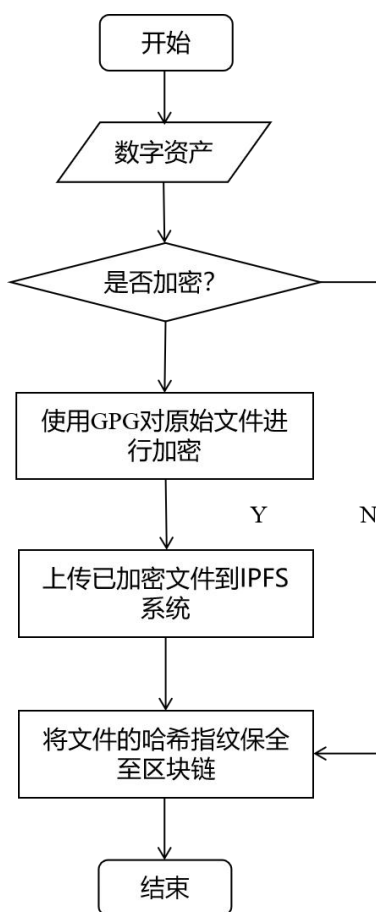 开始
数字资产
是否加密？
使用GPG对原始文件进
行加密
Y
N
上传已加密文件到IPFS
系统
将文件的哈希指纹保全
至区块链
结束